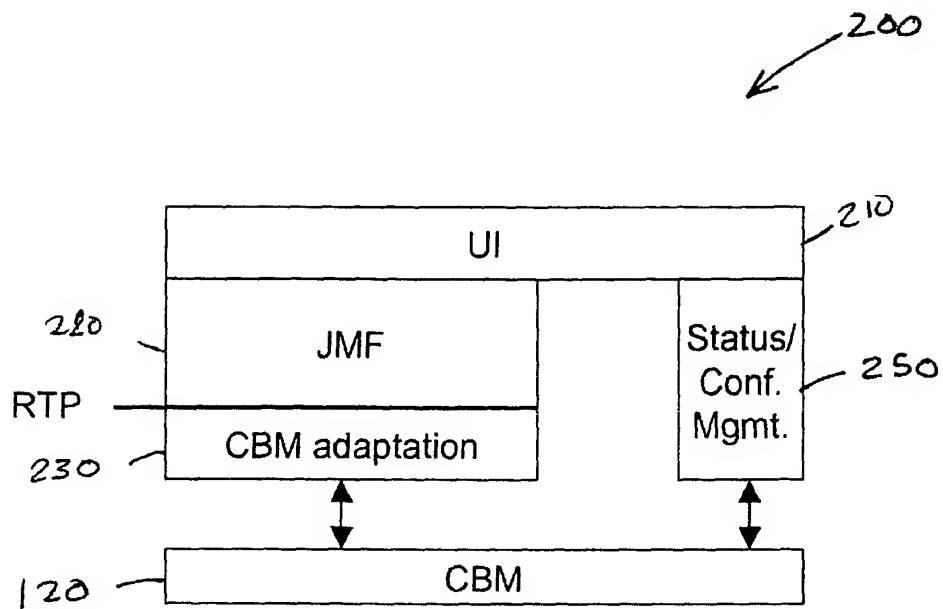 200
210
UI
220
JMF
Status/
Conf.
Mgmt.
250
RTP
230
CBM adaptation
120
CBM